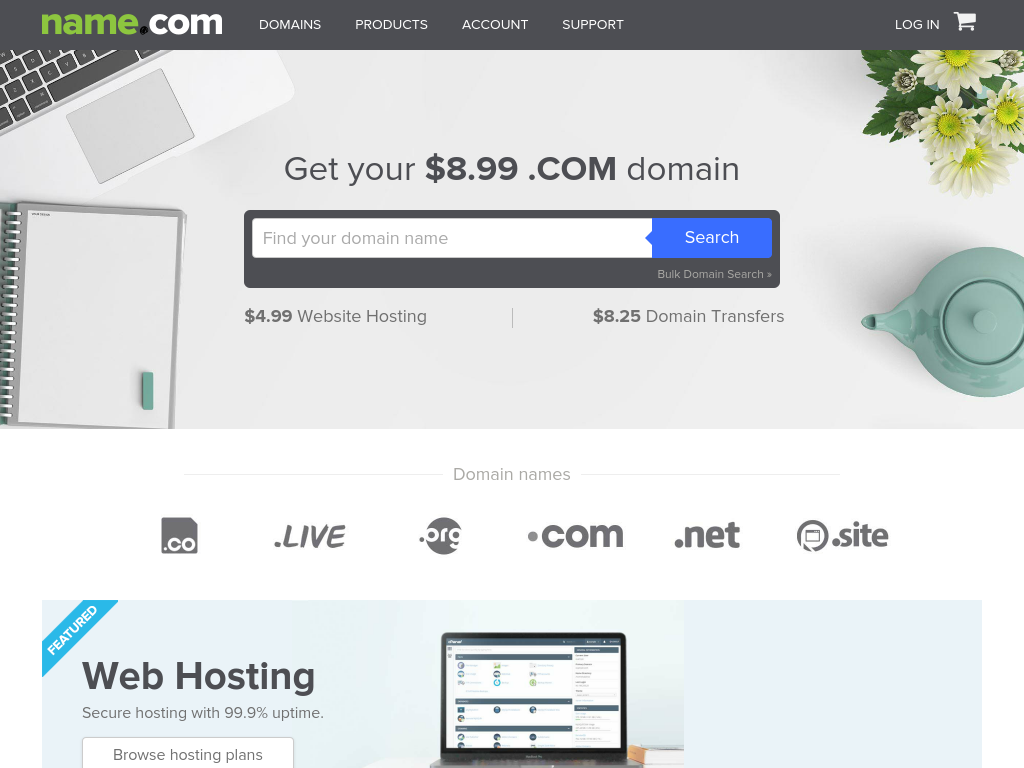 name.com
DOMAINS PRODUCTS ACCOUNT SUPPORT LOG IN
Get your $8.99 .COM domain
Find your domain name Search
Bulk Domain Search »
$4.99 Website Hosting $8.25 Domain Transfers
Domain names
.co .LIVE .org .com .net .site
FEATURED
Web Hosting
Secure hosting with 99.9% uptime.
Browse hosting plans